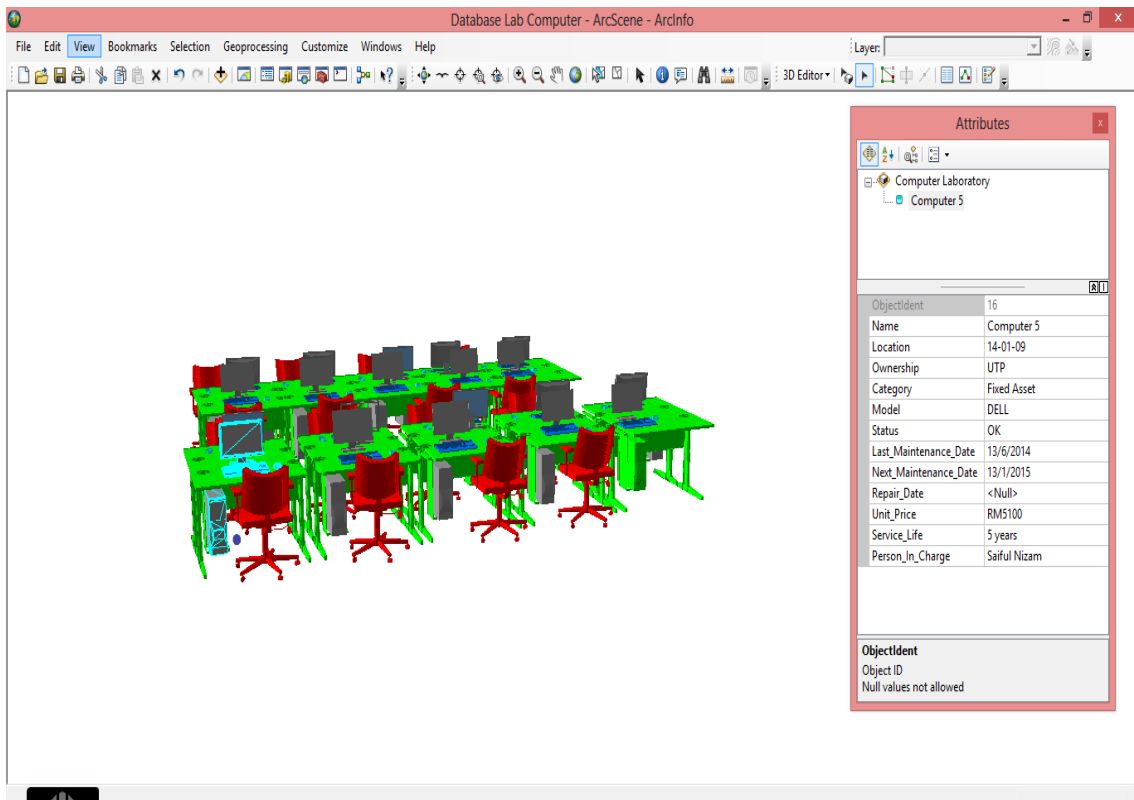 Database Lab Computer - ArcScene - ArcInfo
File Edit View Bookmarks Selection Geoprocessing Customize Windows Help
Layer:
3D Editor
Attributes
Computer Laboratory
Computer 5
ObjectIdent 16
Name Computer 5
Location 14-01-09
Ownership UTP
Category Fixed Asset
Model DELL
Status OK
Last_Maintenance_Date 13/6/2014
Next_Maintenance_Date 13/1/2015
Repair_Date <Null>
Unit_Price RM5100
Service_Life 5 years
Person_In_Charge Saiful Nizam
ObjectIdent
Object ID
Null values not allowed